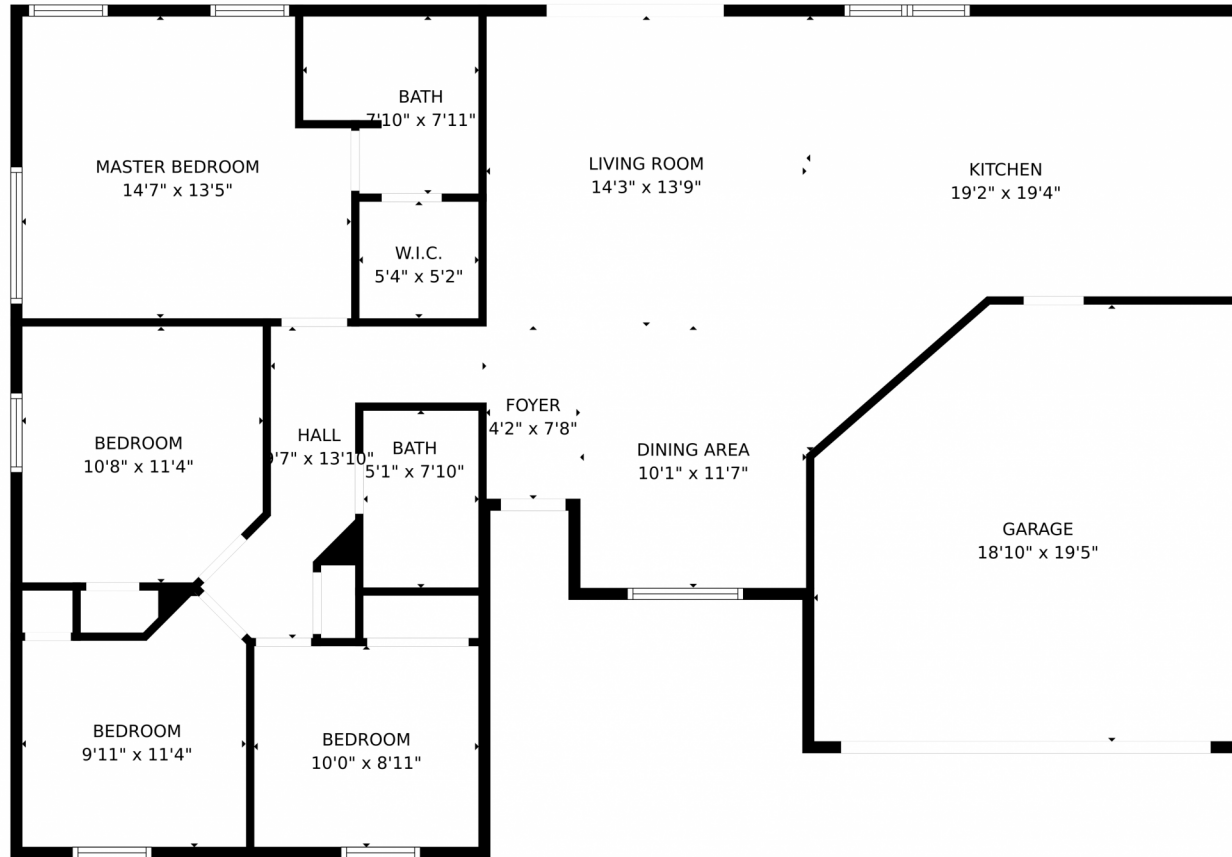 BATH
7'10" x 7'11"
MASTER BEDROOM
14'7" x 13'5"
LIVING ROOM
14'3" x 13'9"
KITCHEN
19'2" x 19'4"
W.I.C.
5'4" x 5'2"
FOYER
4'2" x 7'8"
BEDROOM
10'8" x 11'4"
HALL
9'7" x 13'10"
BATH
5'1" x 7'10"
DINING AREA
10'1" x 11'7"
GARAGE
18'10" x 19'5"
BEDROOM
9'11" x 11'4"
BEDROOM
10'0" x 8'11"